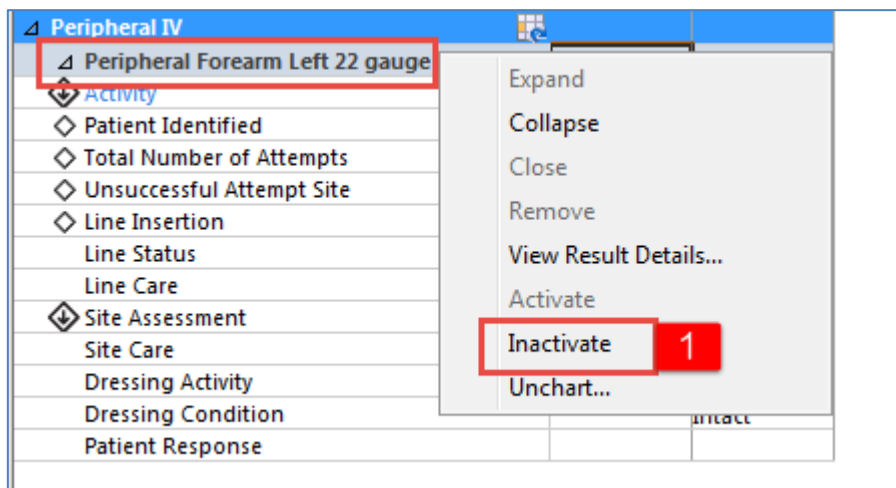 Peripheral IV
Peripheral Forearm Left 22 gauge
Activity
Patient Identified
Total Number of Attempts
Unsuccessful Attempt Site
Line Insertion
Line Status
Line Care
Site Assessment
Site Care
Dressing Activity
Dressing Condition
Patient Response
Expand
Collapse
Close
Remove
View Result Details...
Activate
Inactivate 1
Unchart...
Intact